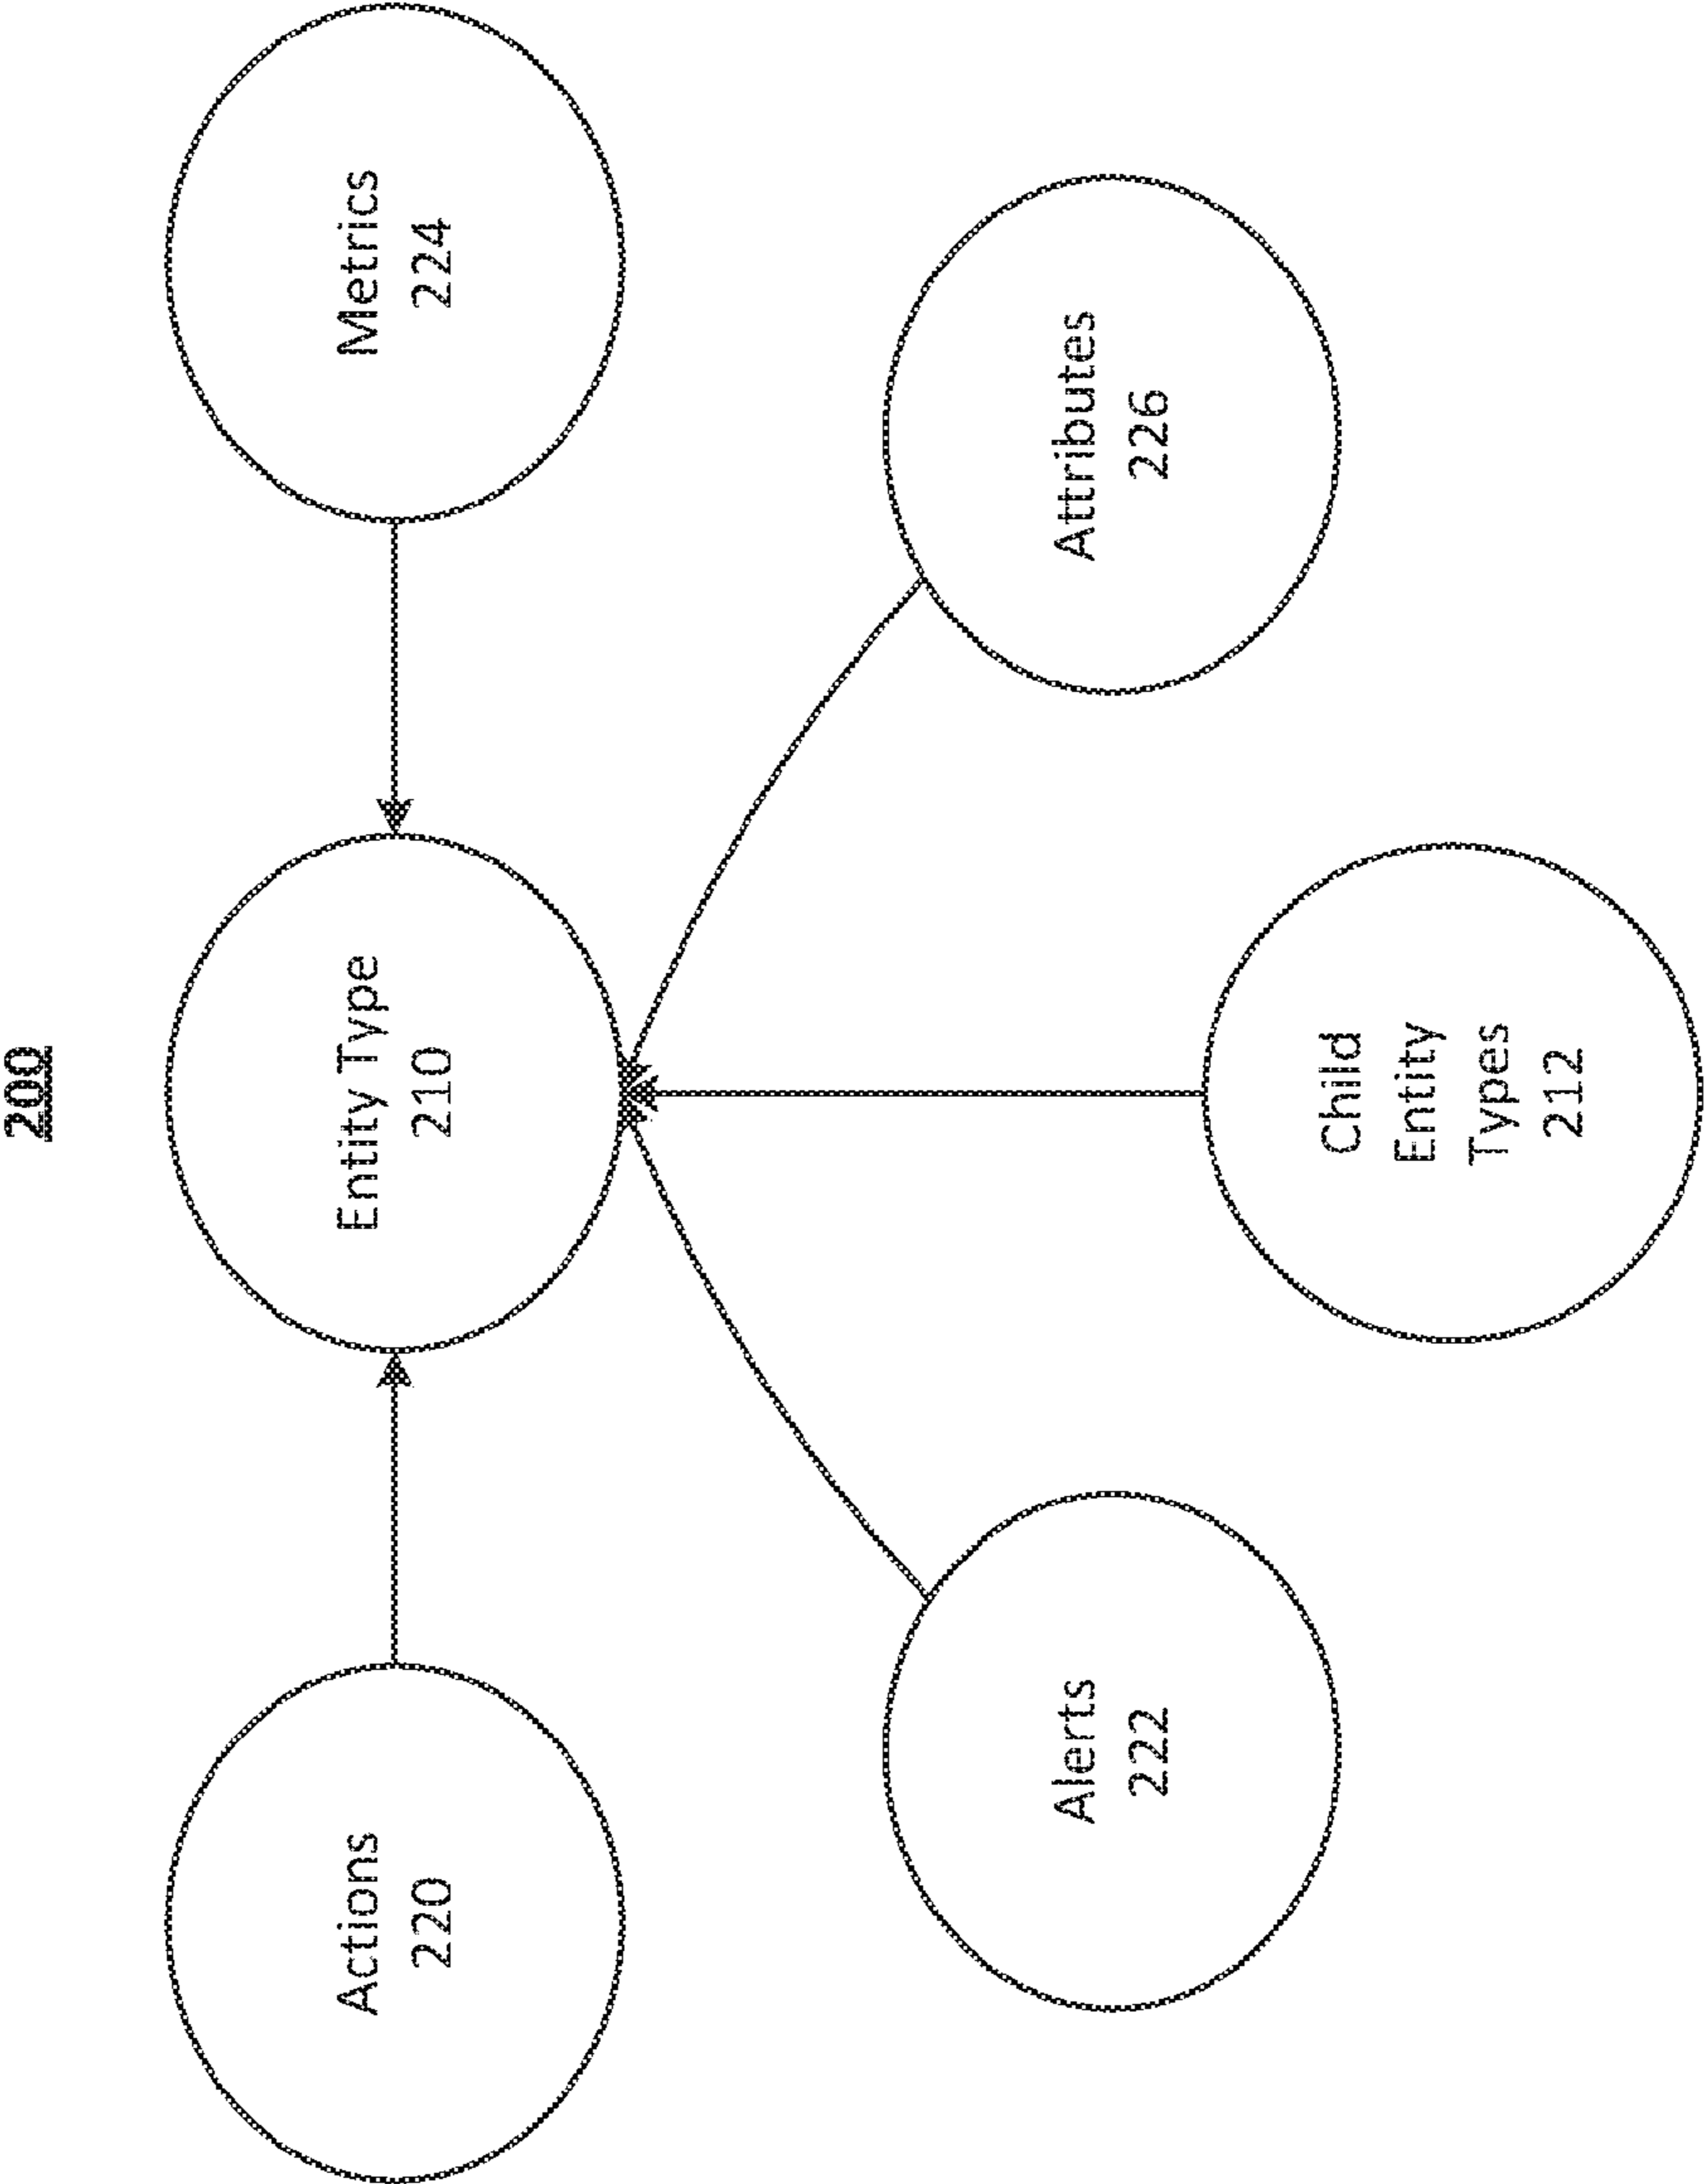 200
Actions
220
Entity Type
210
Metrics
224
Alerts
222
Attributes
226
Child
Entity
Types
212